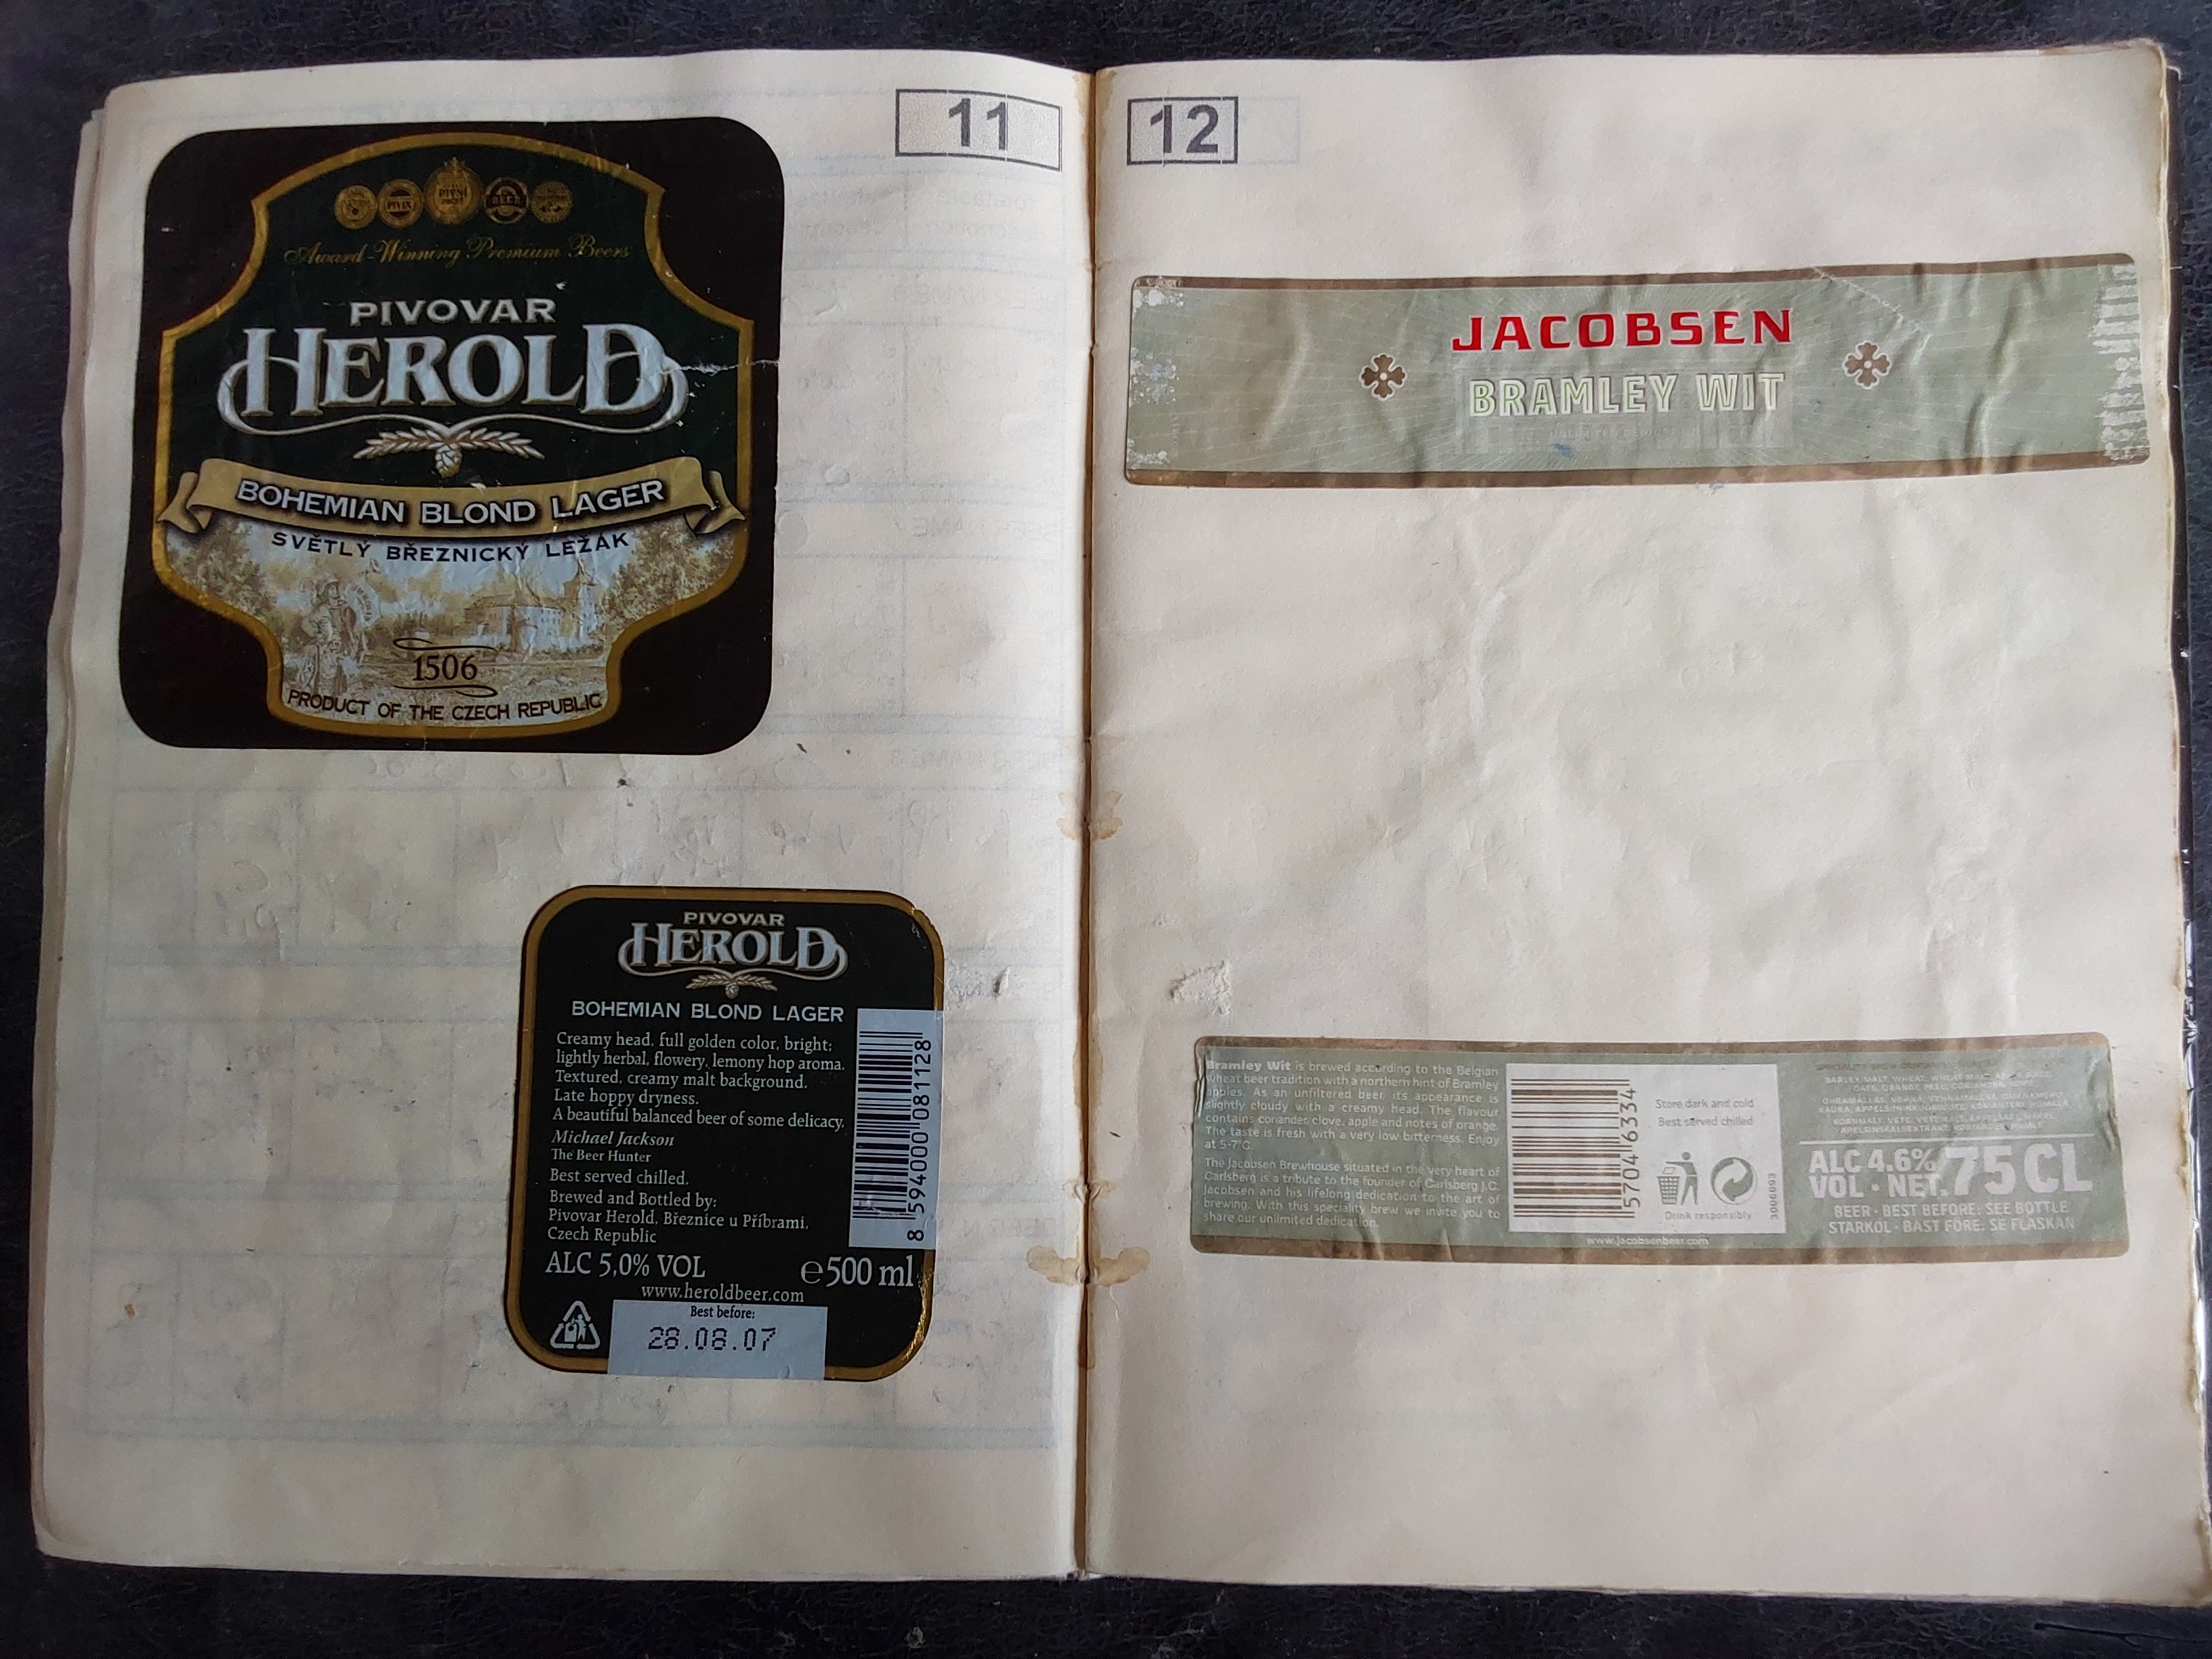 11
PIVNÍ
BEER
Award-Winning Premium Beers
PIVOVAR
HEROLD
BOHEMIAN BLOND LAGER
SVĚTLÝ BŘEZNICKÝ LEŽÁK
1506
PRODUCT OF THE CZECH REPUBLIC
PIVOVAR
HEROLD
BOHEMIAN BLOND LAGER
Creamy head, full golden color, bright;
lightly herbal, flowery, lemony hop aroma.
Textured, creamy malt background.
Late hoppy dryness.
A beautiful balanced beer of some delicacy.
Michael Jackson
The Beer Hunter
Best served chilled.
Brewed and Bottled by:
Pivovar Herold, Březnice u Příbrami,
Czech Republic
ALC 5,0% VOL
℮500 ml
www.heroldbeer.com
Best before:
28.08.07
8 594000 081128
12
JACOBSEN
BRAMLEY WIT
Bramley Wit is brewed according to the Belgian
wheat beer tradition with a northern hint of Bramley
apples. As an unfiltered beer its appearance is
slightly cloudy with a creamy head. The flavour
contains coriander clove, apple and notes of orange.
The taste is fresh with a very low bitterness. Enjoy
at 5-7°C.
The Jacobsen Brewhouse situated in the very heart of
Carlsberg is a tribute to the founder of Carlsberg J.C.
Jacobsen and his lifelong dedication to the art of
brewing. With this speciality brew we invite you to
share our unlimited dedication.
5704 6334
Store dark and cold
Best served chilled
Drink responsibly
3006093
www.jacobsenbeer.com
ALC 4.6%
VOL · NET.
75 CL
BEER · BEST BEFORE: SEE BOTTLE
STARKÖL · BÄST FÖRE: SE FLASKAN